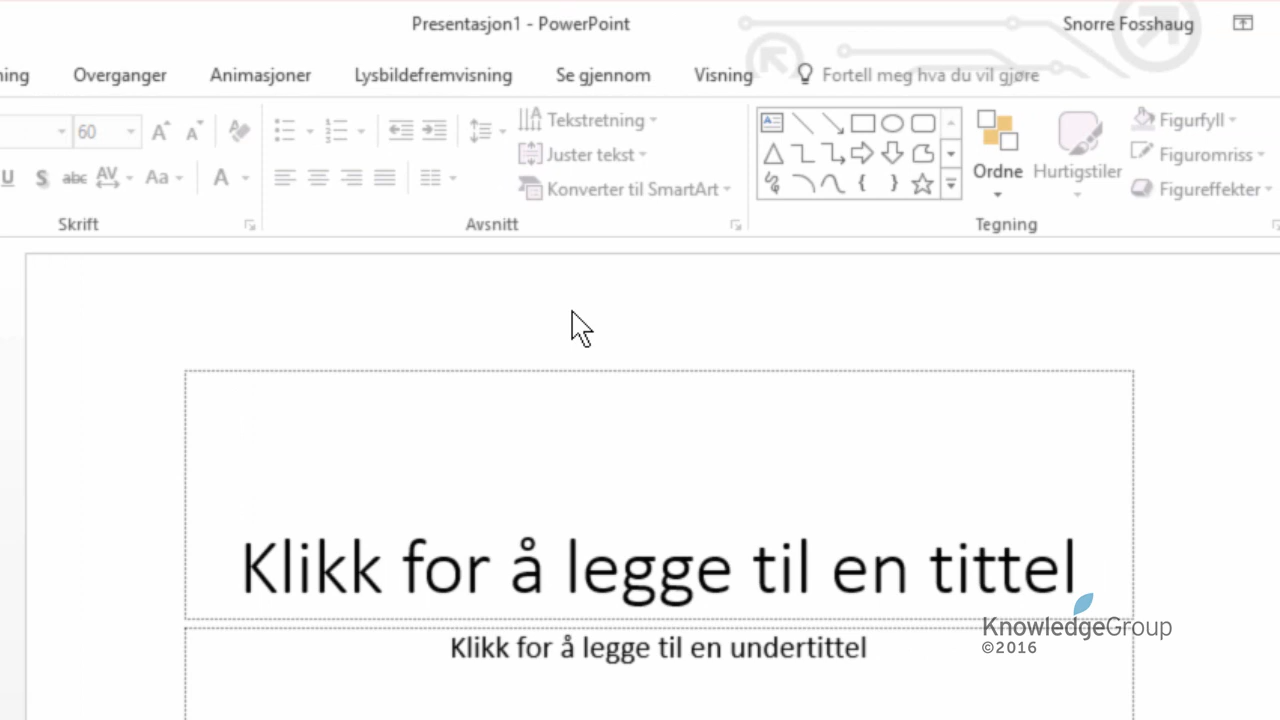 Presentasjon1 - PowerPoint
Snorre Fosshaug
ning Overganger Animasjoner Lysbildefremvisning Se gjennom Visning Fortell meg hva du vil gjøre
60 A A Tekstretning Figurfyll
Juster tekst Ordne Hurtigstiler Figuromriss
U S abc AV Aa A Konverter til SmartArt Figureffekter
Skrift Avsnitt Tegning
Klikk for å legge til en tittel
Klikk for å legge til en undertittel
KnowledgeGroup
©2016